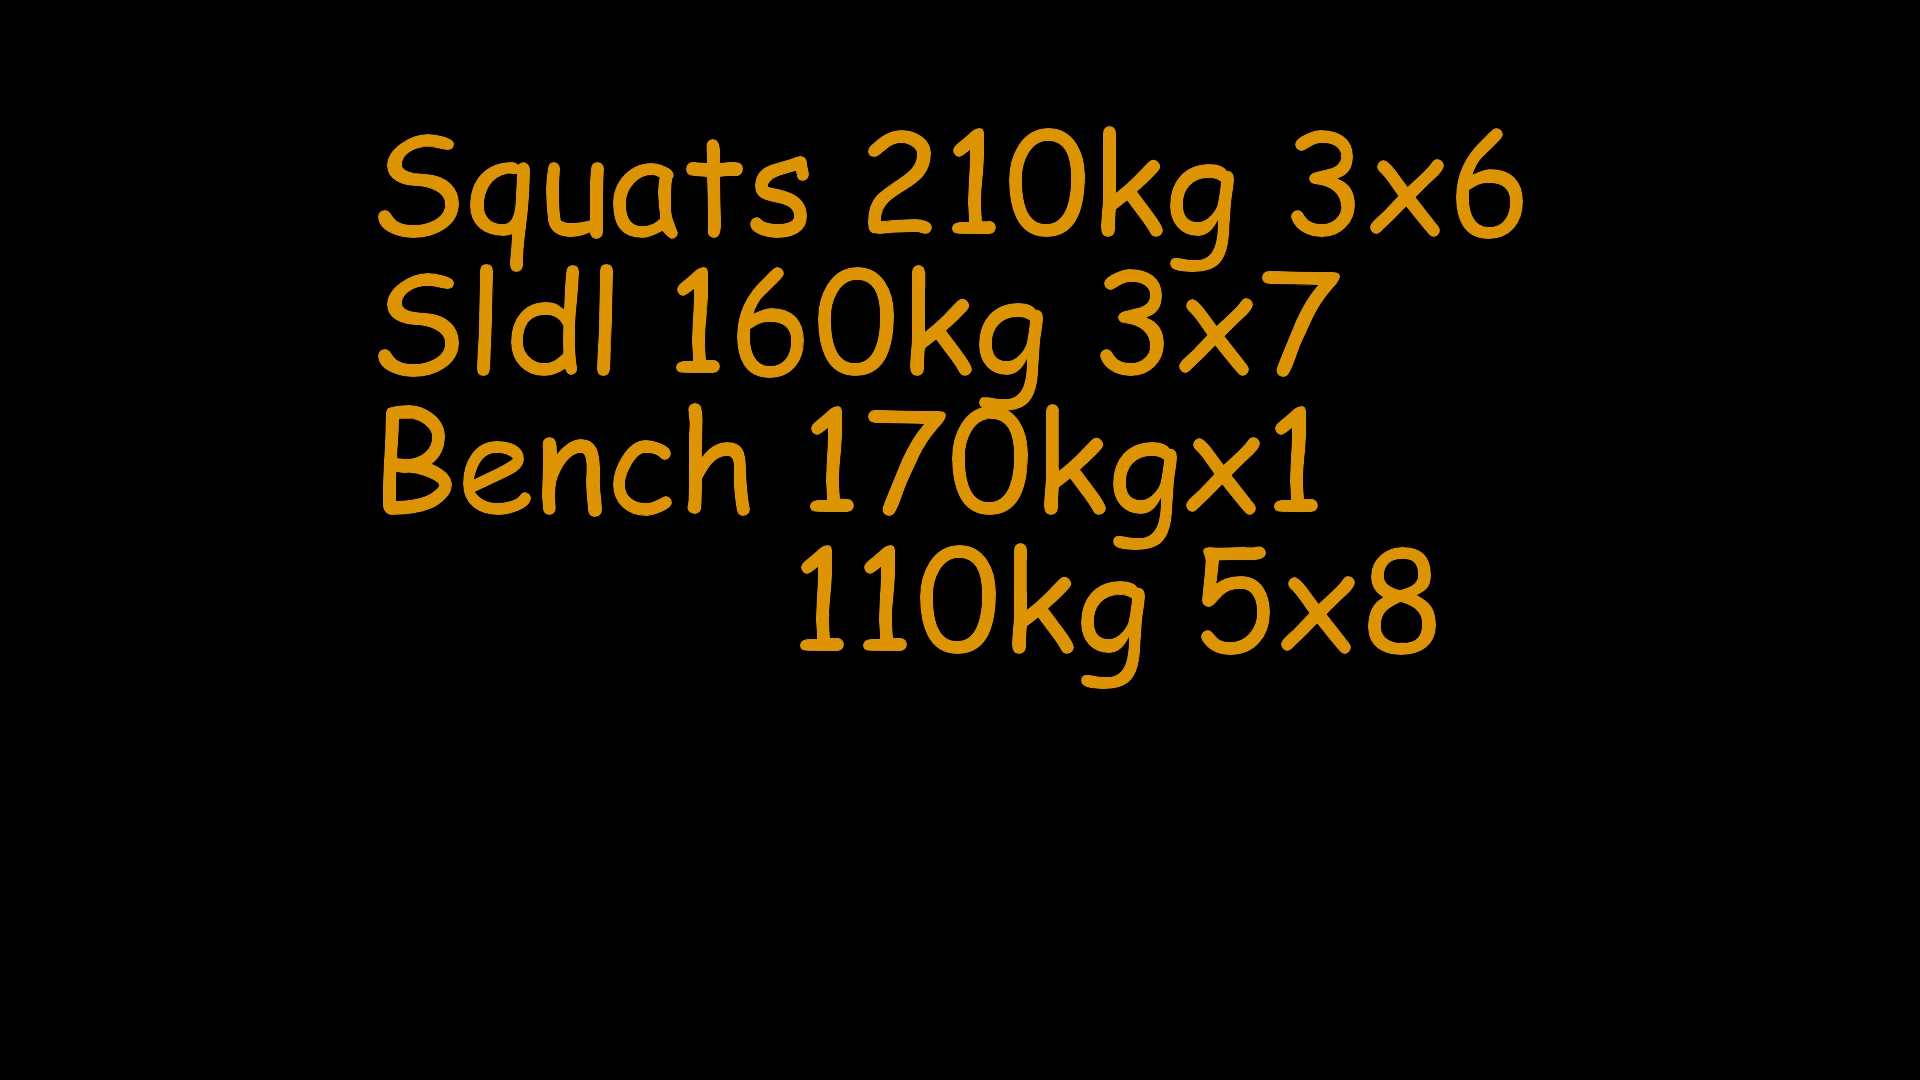 Squats 210kg 3x6
Sldl 160kg 3x7
Bench 170kgx1
110kg 5x8